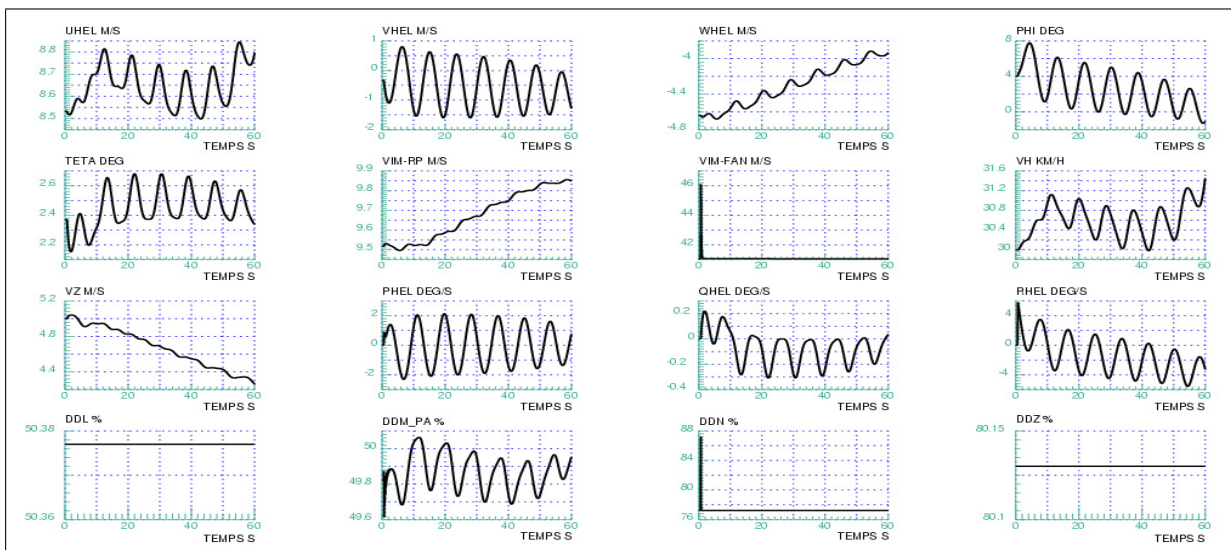 UHEL M/S
8.8
8.7
8.6
8.5
0 20 40 60
TEMPS S
VHEL M/S
1
0
-1
-2
0 20 40 60
TEMPS S
WHEL M/S
-4
-4.4
-4.8
0 20 40 60
TEMPS S
PHI DEG
8
4
0
0 20 40 60
TEMPS S
TETA DEG
2.6
2.4
2.2
0 20 40 60
TEMPS S
VIM-RP M/S
9.9
9.8
9.7
9.6
9.5
0 20 40 60
TEMPS S
VIM-FAN M/S
46
44
42
0 20 40 60
TEMPS S
VH KM/H
31.6
31.2
30.8
30.4
30
0 20 40 60
TEMPS S
VZ M/S
5.2
4.8
4.4
0 20 40 60
TEMPS S
PHEL DEG/S
2
0
-2
0 20 40 60
TEMPS S
QHEL DEG/S
0.2
0
-0.2
-0.4
0 20 40 60
TEMPS S
RHEL DEG/S
4
0
-4
0 20 40 60
TEMPS S
DDL %
50.38
50.36
0 20 40 60
TEMPS S
DDM_PA %
50
49.8
49.6
0 20 40 60
TEMPS S
DDN %
88
84
80
76
0 20 40 60
TEMPS S
DDZ %
80.15
80.1
0 20 40 60
TEMPS S